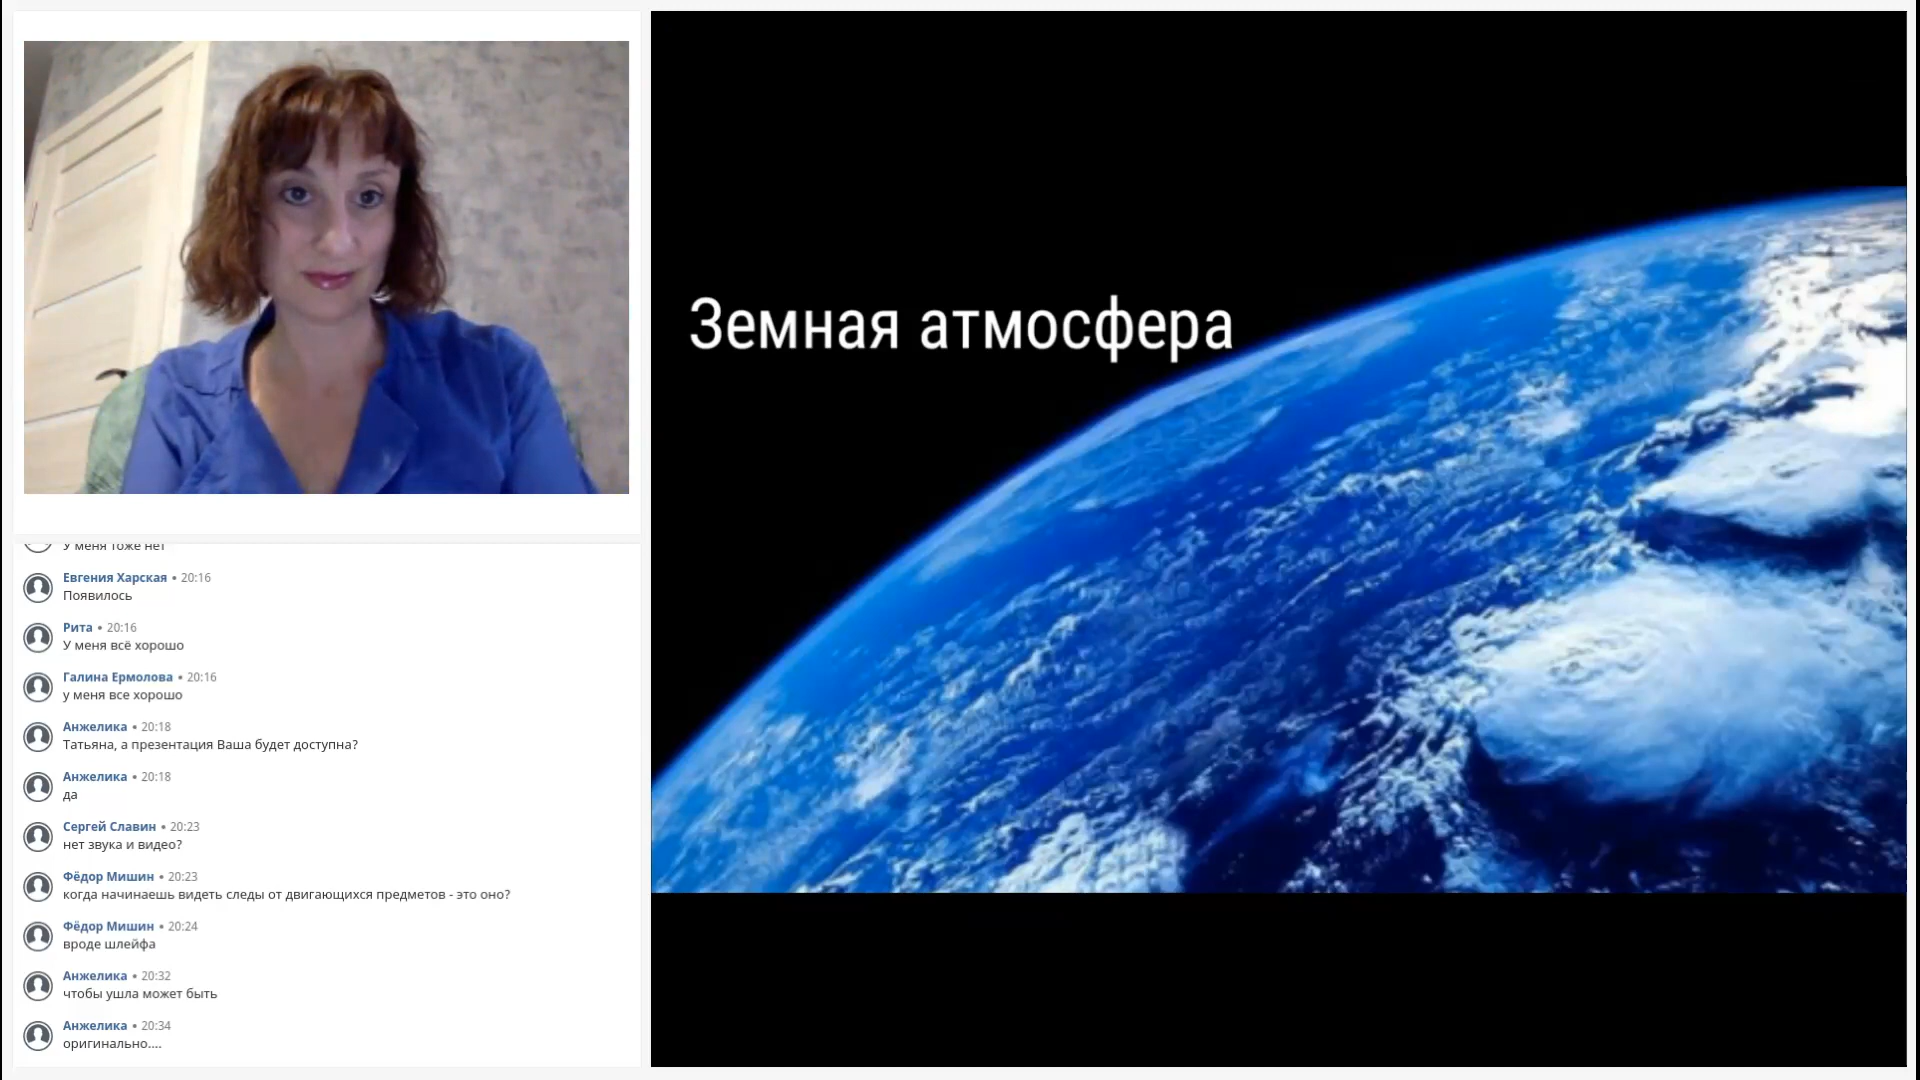 У меня тоже нет
Евгения Харская • 20:16
Появилось
Рита • 20:16
У меня всё хорошо
Галина Ермолова • 20:16
у меня все хорошо
Анжелика • 20:18
Татьяна, а презентация Ваша будет доступна?
Анжелика • 20:18
да
Сергей Славин • 20:23
нет звука и видео?
Фёдор Мишин • 20:23
когда начинаешь видеть следы от двигающихся предметов - это оно?
Фёдор Мишин • 20:24
вроде шлейфа
Анжелика • 20:32
чтобы ушла может быть
Анжелика • 20:34
оригинально....
Земная атмосфера